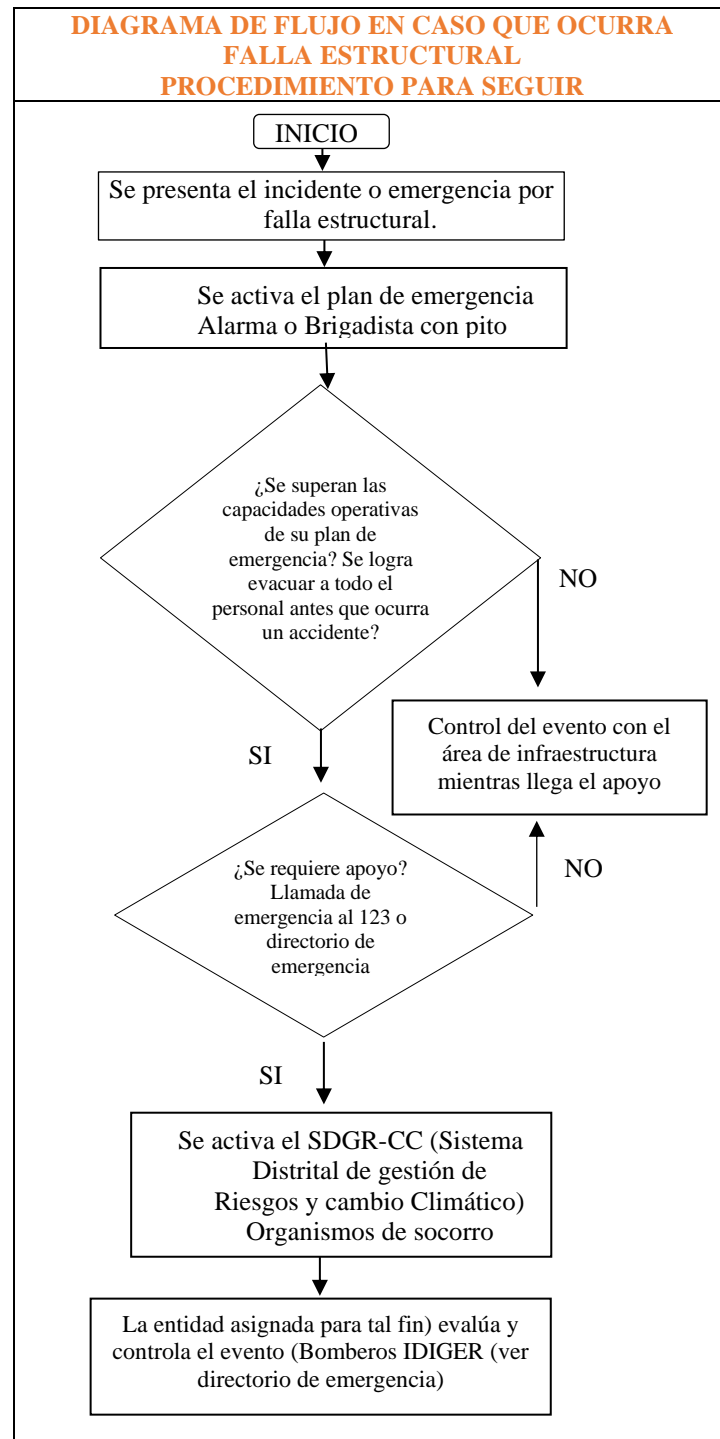 DIAGRAMA DE FLUJO EN CASO QUE OCURRA
FALLA ESTRUCTURAL
PROCEDIMIENTO PARA SEGUIR
INICIO
Se presenta el incidente o emergencia por
falla estructural.
Se activa el plan de emergencia
Alarma o Brigadista con pito
¿Se superan las
capacidades operativas
de su plan de
emergencia? Se logra
evacuar a todo el
personal antes que ocurra
un accidente?
NO
Control del evento con el
área de infraestructura
mientras llega el apoyo
SI
¿Se requiere apoyo?
Llamada de
emergencia al 123 o
directorio de
emergencia
NO
SI
Se activa el SDGR-CC (Sistema
Distrital de gestión de
Riesgos y cambio Climático)
Organismos de socorro
La entidad asignada para tal fin) evalúa y
controla el evento (Bomberos IDIGER (ver
directorio de emergencia)